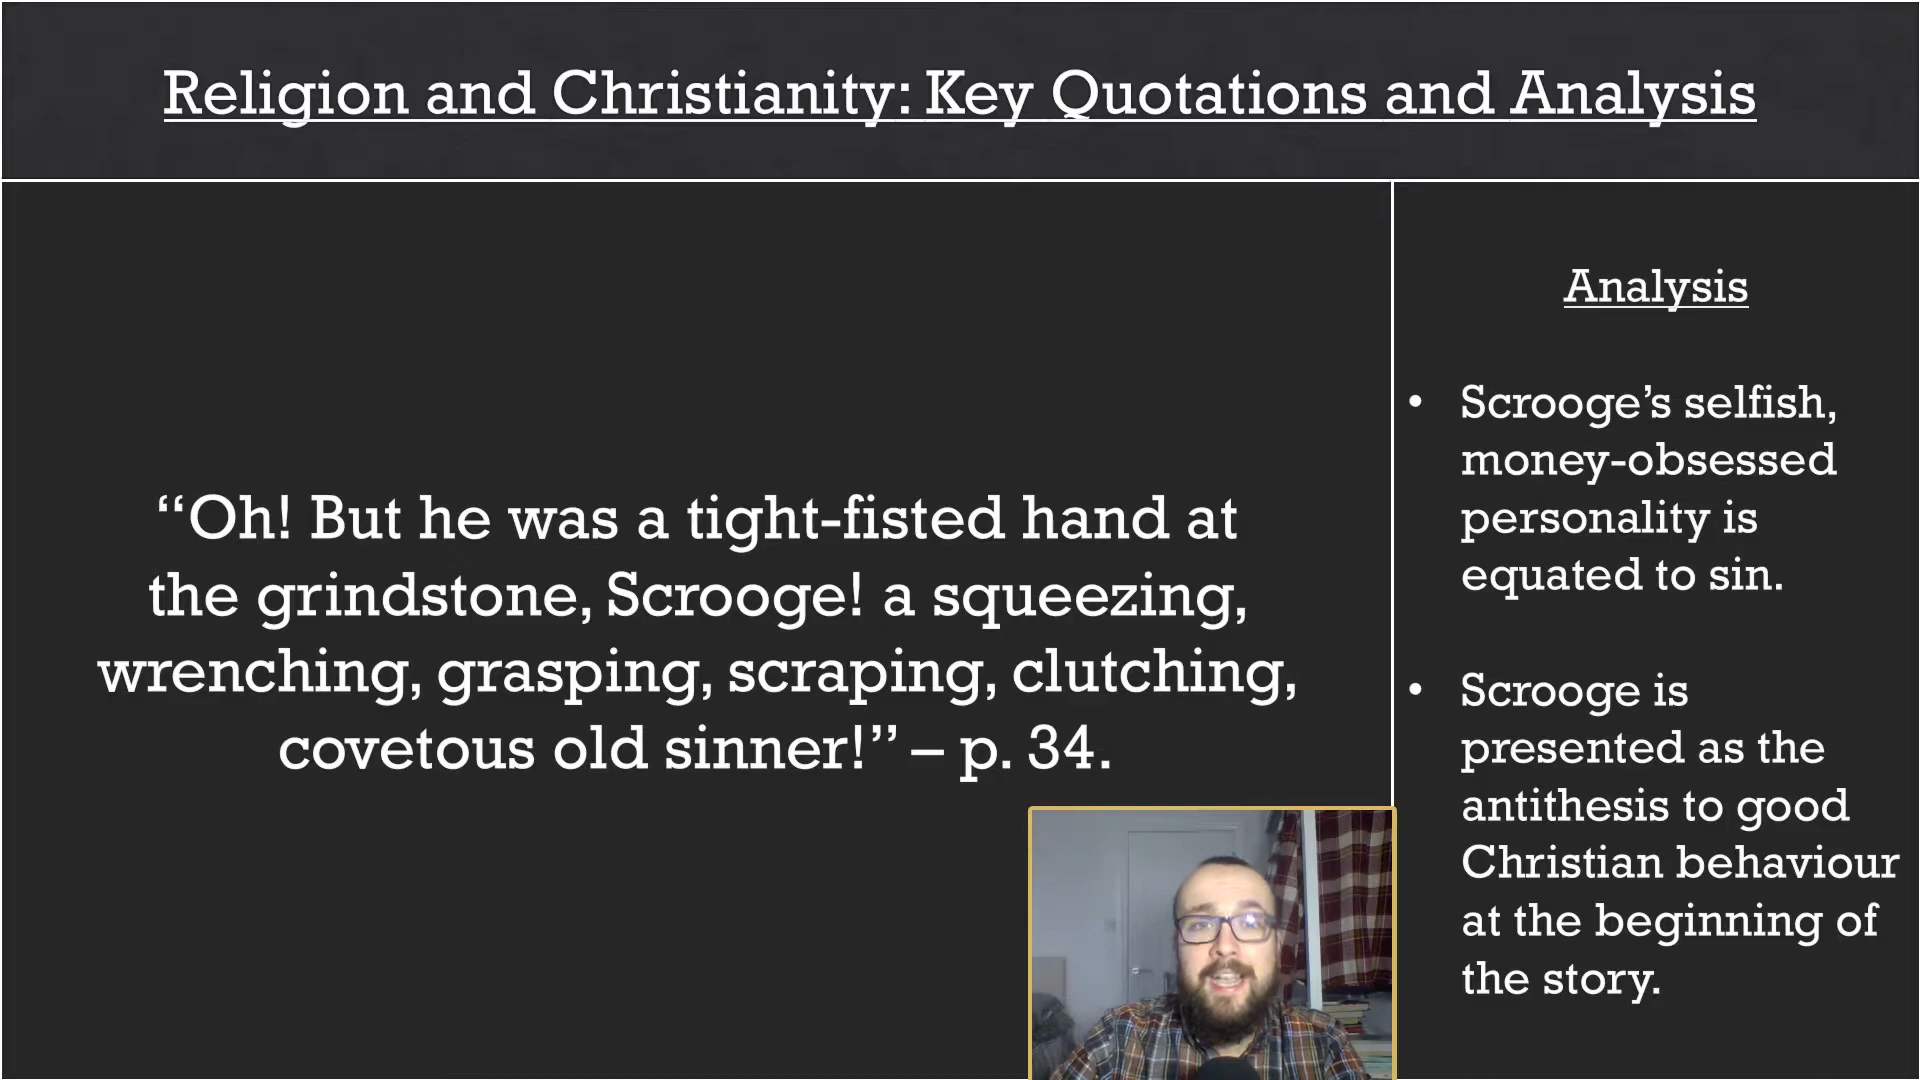 Religion and Christianity: Key Quotations and Analysis
“Oh! But he was a tight-fisted hand at
the grindstone, Scrooge! a squeezing,
wrenching, grasping, scraping, clutching,
covetous old sinner!” – p. 34.
Analysis
• Scrooge’s selfish,
money-obsessed
personality is
equated to sin.
• Scrooge is
presented as the
antithesis to good
Christian behaviour
at the beginning of
the story.